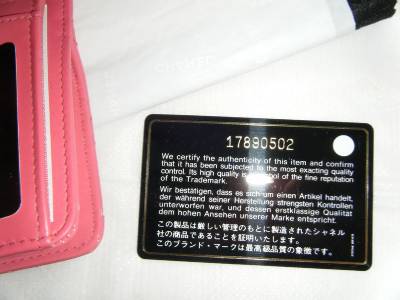 CHANEL
17890502
We certify the authenticity of this item and confirm
that it has been subjected to the most exacting quality
control. Its high quality is symbol of the fine reputation
of the Trademark.
Wir bestätigen, dass es sich um einen Artikel handelt,
der während seiner Herstellung strengsten Kontrollen
unterworfen war, und dessen erstklassige Qualität
dem hohen Ansehen unserer Marke entspricht.
この製品は厳しい管理のもとに製造されたシャネル
社の商品であることを証明いたします。
このブランド・マークは最高級品質の象徴です。